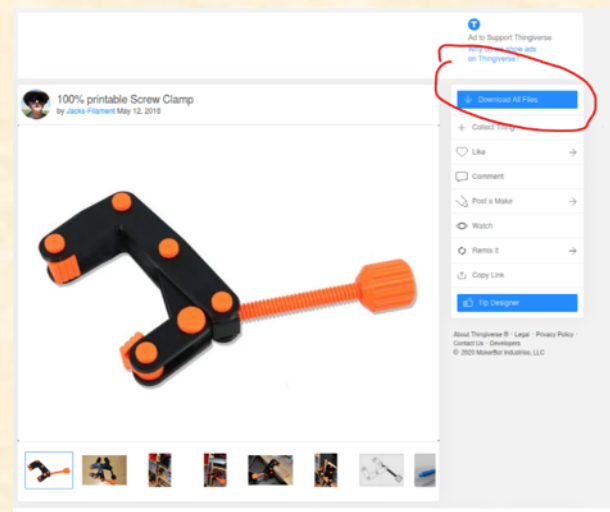 Ad to Support Thingiverse
Why do we show ads
on Thingiverse?
100% printable Screw Clamp
by Jacks-Filament May 12, 2018
Download All Files
Collect Thing
Like
Comment
Post a Make
Watch
Remix it
Copy Link
Tip Designer
About Thingiverse ® · Legal · Privacy Policy ·
Contact Us · Developers
© 2020 MakerBot Industries, LLC